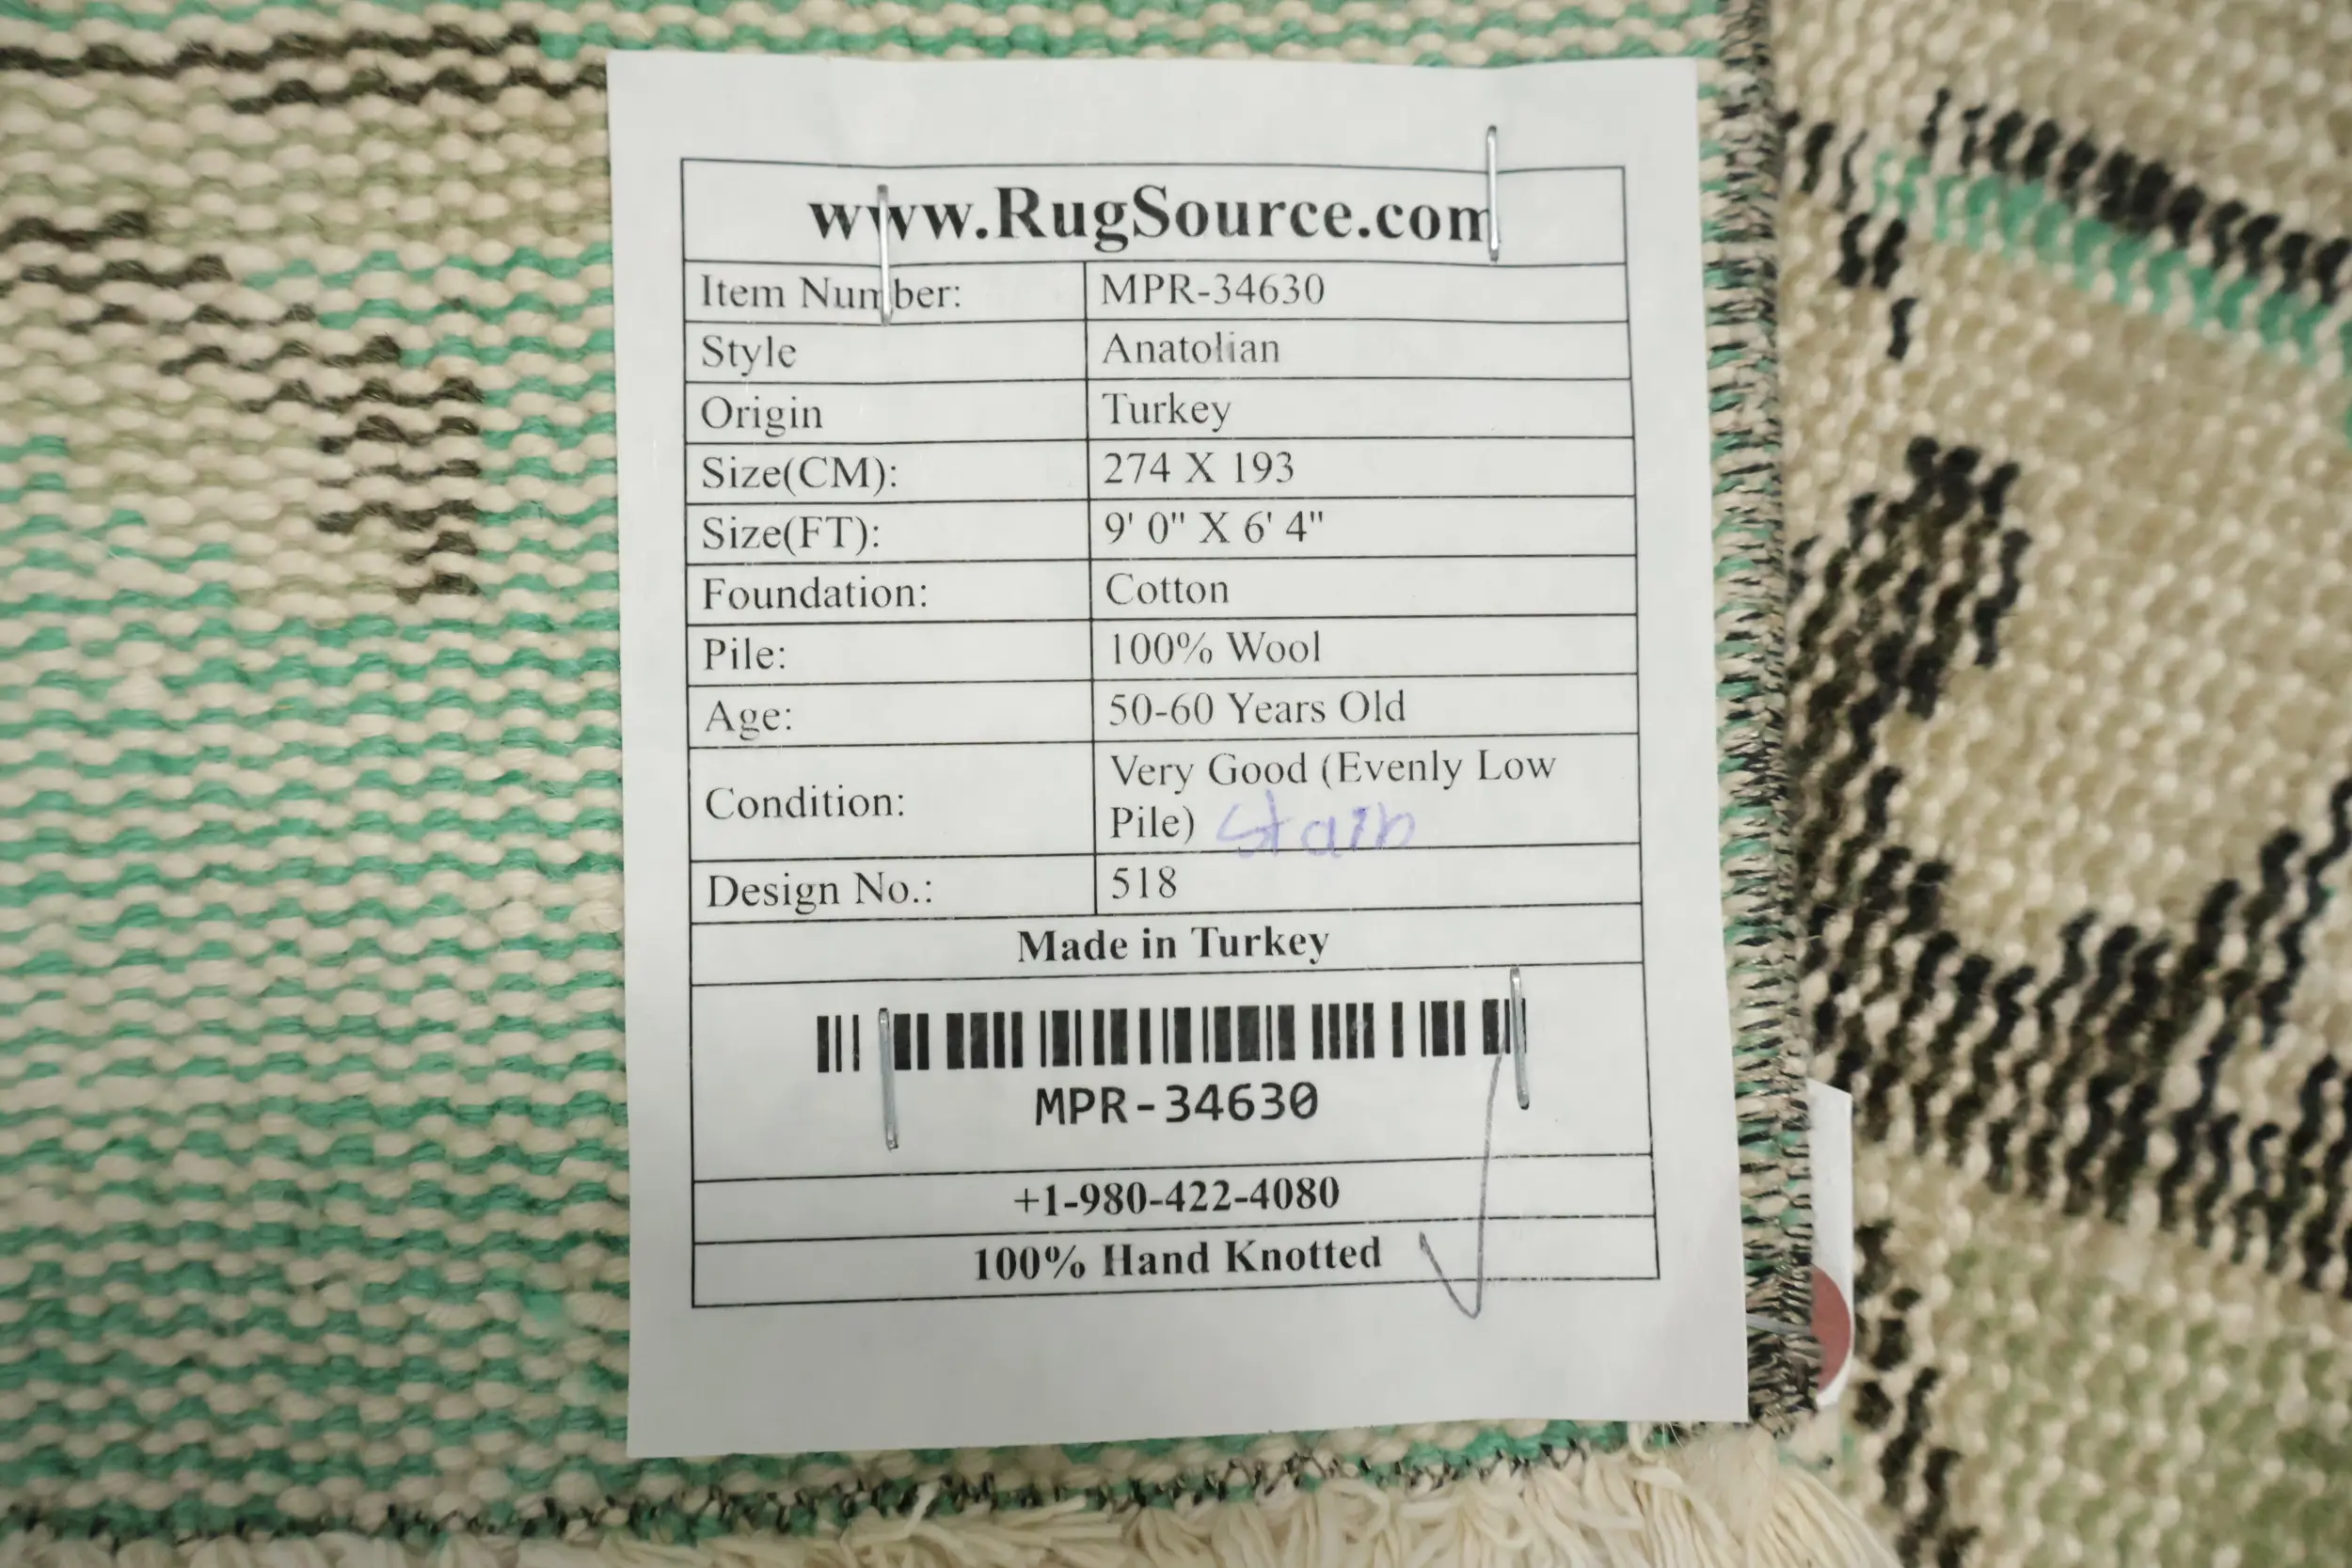 www.RugSource.com
Item Number: MPR-34630
Style Anatolian
Origin Turkey
Size(CM): 274 X 193
Size(FT): 9' 0" X 6' 4"
Foundation: Cotton
Pile: 100% Wool
Age: 50-60 Years Old
Condition: Very Good (Evenly Low
Pile) Stain
Design No.: 518
Made in Turkey
MPR-34630
+1-980-422-4080
100% Hand Knotted